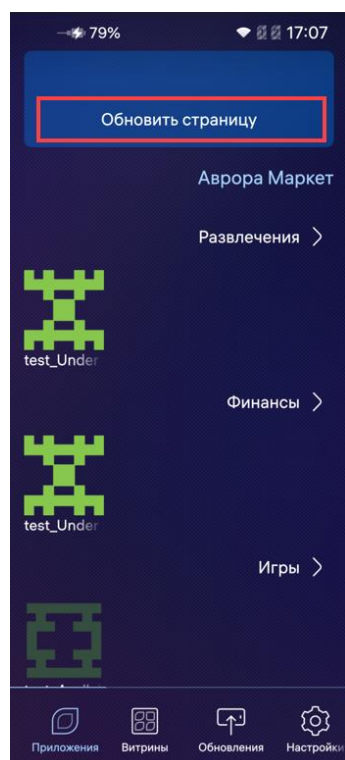 79%
17:07
Обновить страницу
Аврора Маркет
Развлечения
test_Under
Финансы
test_Under
Игры
Приложения Витрины Обновления Настройки